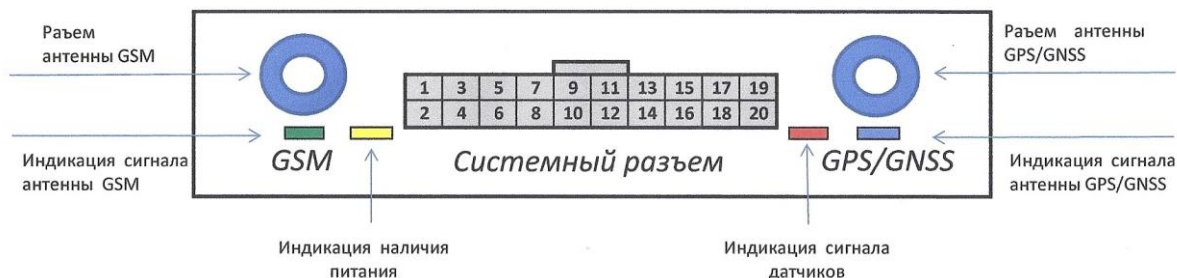 Раъем
антенны GSM
Раъем антенны
GPS/GNSS
1 3 5 7 9 11 13 15 17 19
2 4 6 8 10 12 14 16 18 20
GSM
Системный разъем
GPS/GNSS
Индикация сигнала
антенны GSM
Индикация сигнала
антенны GPS/GNSS
Индикация наличия
питания
Индикация сигнала
датчиков